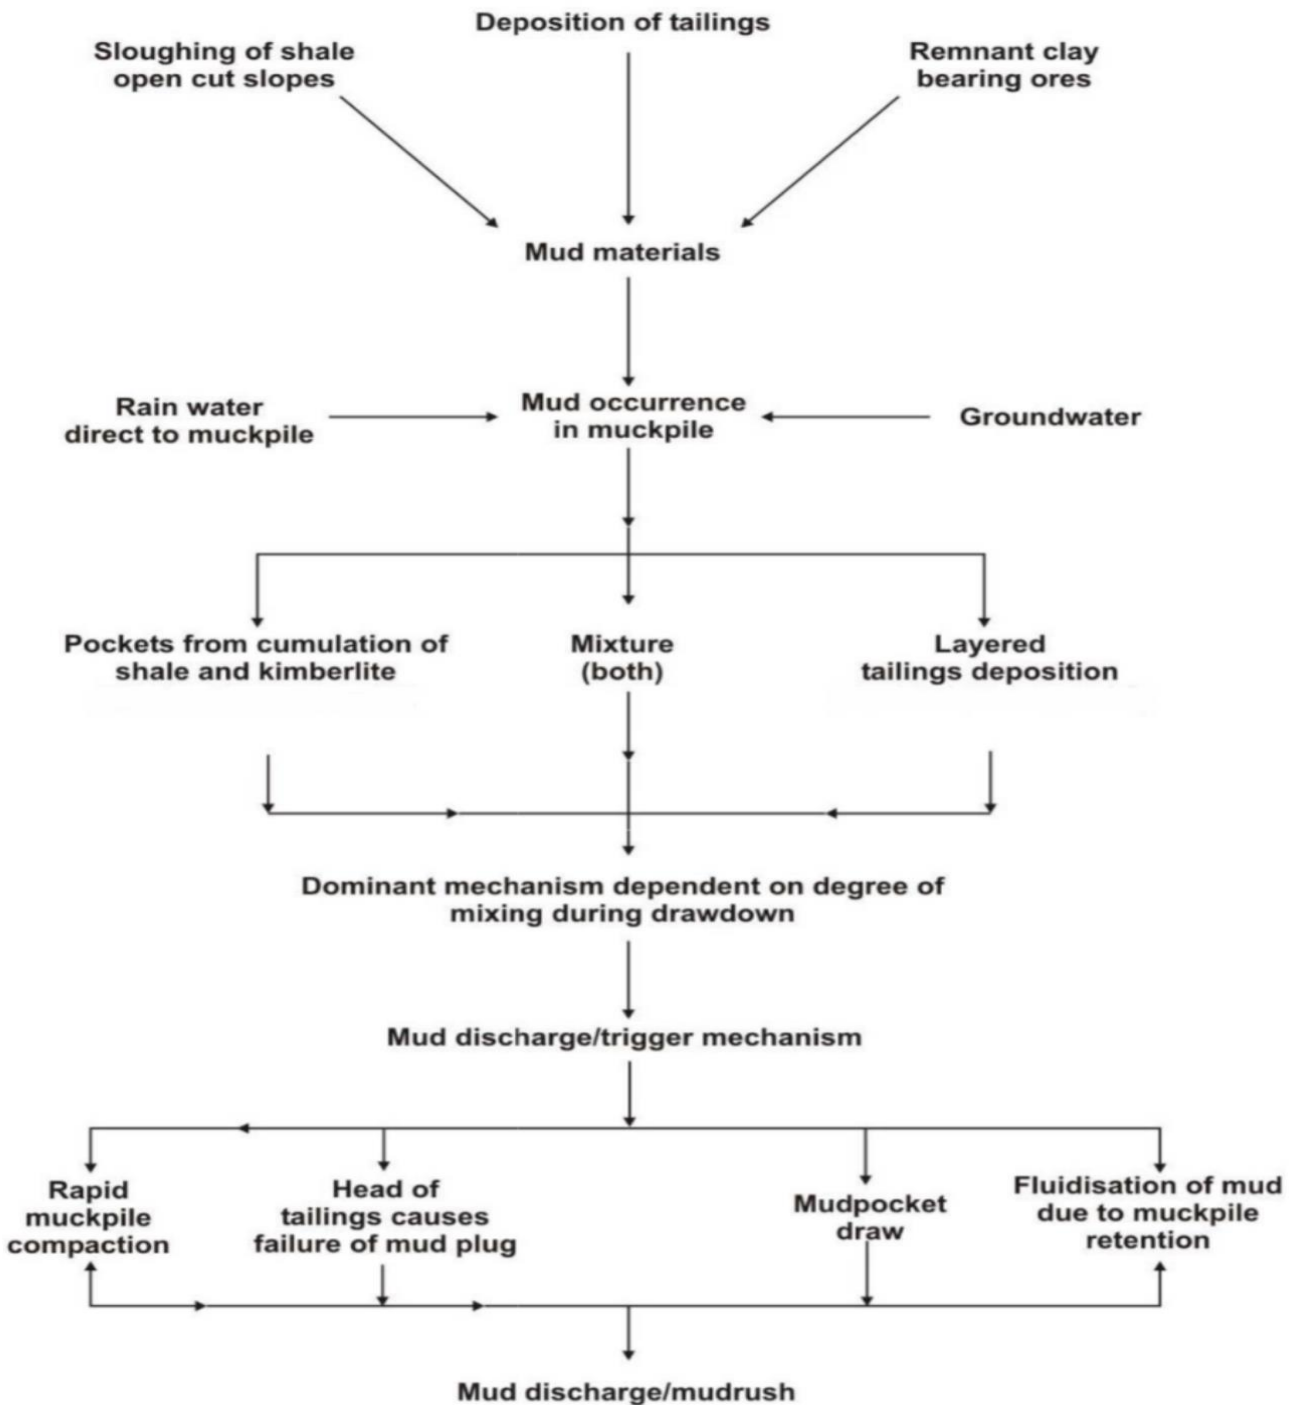 Deposition of tailings
Sloughing of shale
open cut slopes
Remnant clay
bearing ores
Mud materials
Rain water
direct to muckpile
Mud occurrence
in muckpile
Groundwater
Pockets from cumulation of
shale and kimberlite
Mixture
(both)
Layered
tailings deposition
Dominant mechanism dependent on degree of
mixing during drawdown
Mud discharge/trigger mechanism
Rapid
muckpile
compaction
Head of
tailings causes
failure of mud plug
Mudpocket
draw
Fluidisation of mud
due to muckpile
retention
Mud discharge/mudrush